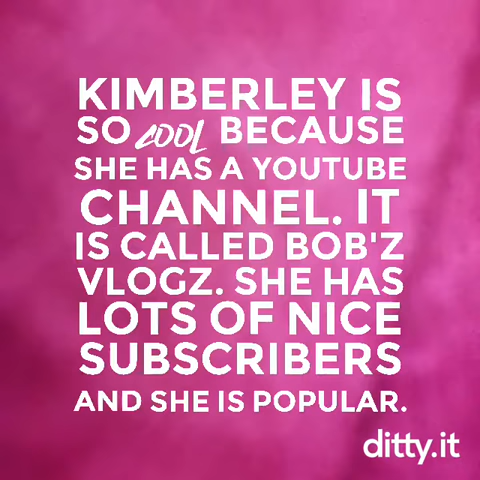 KIMBERLEY IS
SO COOL BECAUSE
SHE HAS A YOUTUBE
CHANNEL. IT
IS CALLED BOB'Z
VLOGZ. SHE HAS
LOTS OF NICE
SUBSCRIBERS
AND SHE IS POPULAR.
ditty.it